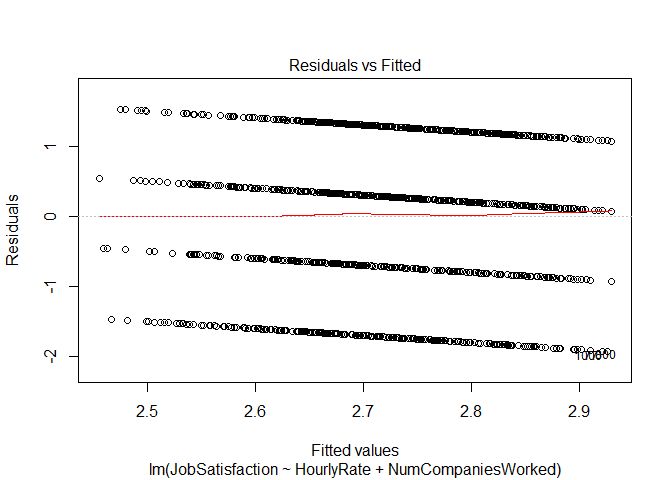 Residuals vs Fitted
Residuals
1
0
-1
-2
2.5 2.6 2.7 2.8 2.9
Fitted values
lm(JobSatisfaction ~ HourlyRate + NumCompaniesWorked)